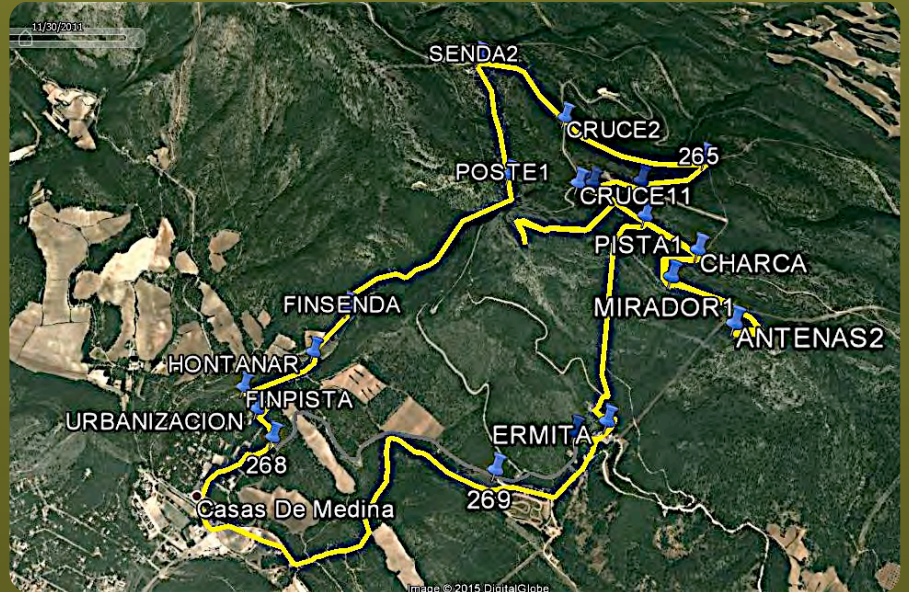 11/30/2011
SENDA2
CRUCE2
265
POSTE1
CRUCE11
PISTA1
CHARCA
FINSENDA
MIRADOR1
ANTENAS2
HONTANAR
FINPISTA
URBANIZACION
ERMITA
268
269
Casas De Medina
Image © 2015 DigitalGlobe